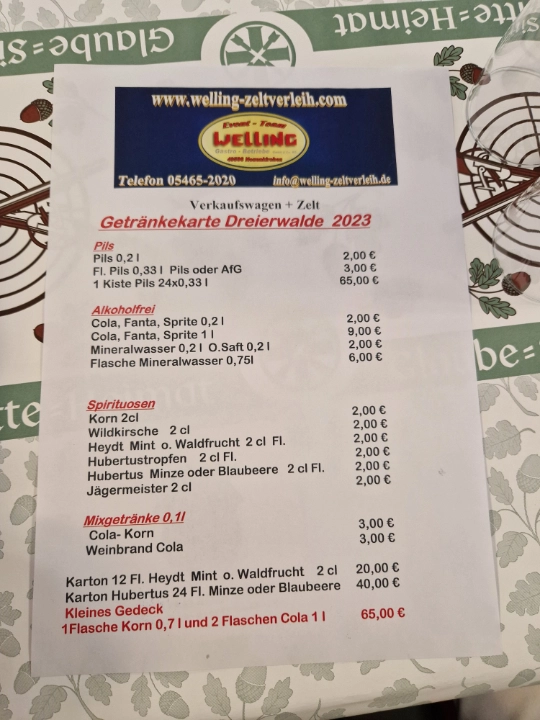 Glaube=Si
itte=Heimat
www.welling-zeltverleih.com
Event - Team
WELLING
Telefon 05465-2020 info@welling-zeltverleih.de
Verkaufswagen + Zelt
Getränkekarte Dreierwalde 2023
Pils
Pils 0,2 l 2,00 €
Fl. Pils 0,33 l Pils oder AfG 3,00 €
1 Kiste Pils 24x0,33 l 65,00 €
Alkoholfrei
Cola, Fanta, Sprite 0,2 l 2,00 €
Cola, Fanta, Sprite 1 l 9,00 €
Mineralwasser 0,2 l O.Saft 0,2 l 2,00 €
Flasche Mineralwasser 0,75l 6,00 €
Spirituosen
Korn 2cl 2,00 €
Wildkirsche 2 cl 2,00 €
Heydt Mint o. Waldfrucht 2 cl Fl. 2,00 €
Hubertustropfen 2 cl Fl. 2,00 €
Hubertus Minze oder Blaubeere 2 cl Fl. 2,00 €
Jägermeister 2 cl 2,00 €
Mixgetränke 0,1l
Cola- Korn 3,00 €
Weinbrand Cola 3,00 €
Karton 12 Fl. Heydt Mint o. Waldfrucht 2 cl 20,00 €
Karton Hubertus 24 Fl. Minze oder Blaubeere 40,00 €
Kleines Gedeck
1Flasche Korn 0,7 l und 2 Flaschen Cola 1 l 65,00 €
be=
tte